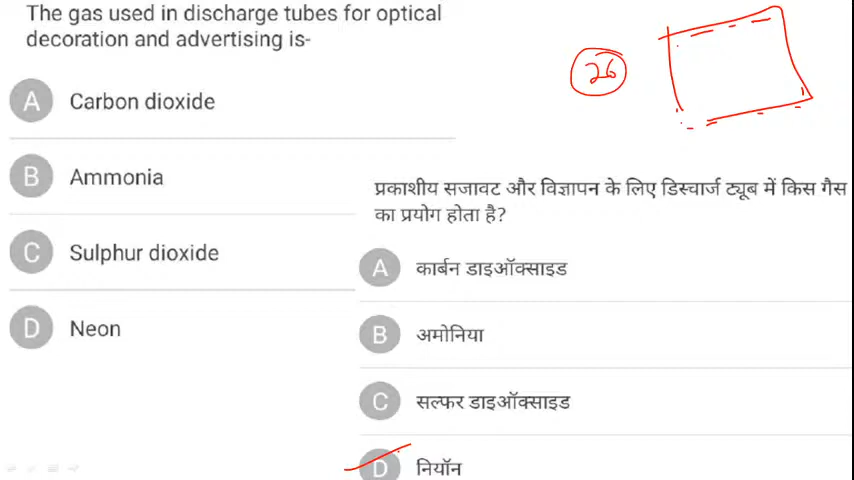 The gas used in discharge tubes for optical
decoration and advertising is-
A Carbon dioxide
B Ammonia
C Sulphur dioxide
D Neon
26
प्रकाशीय सजावट और विज्ञापन के लिए डिस्चार्ज ट्यूब में किस गैस
का प्रयोग होता है?
A कार्बन डाइऑक्साइड
B अमोनिया
C सल्फर डाइऑक्साइड
D नियॉन